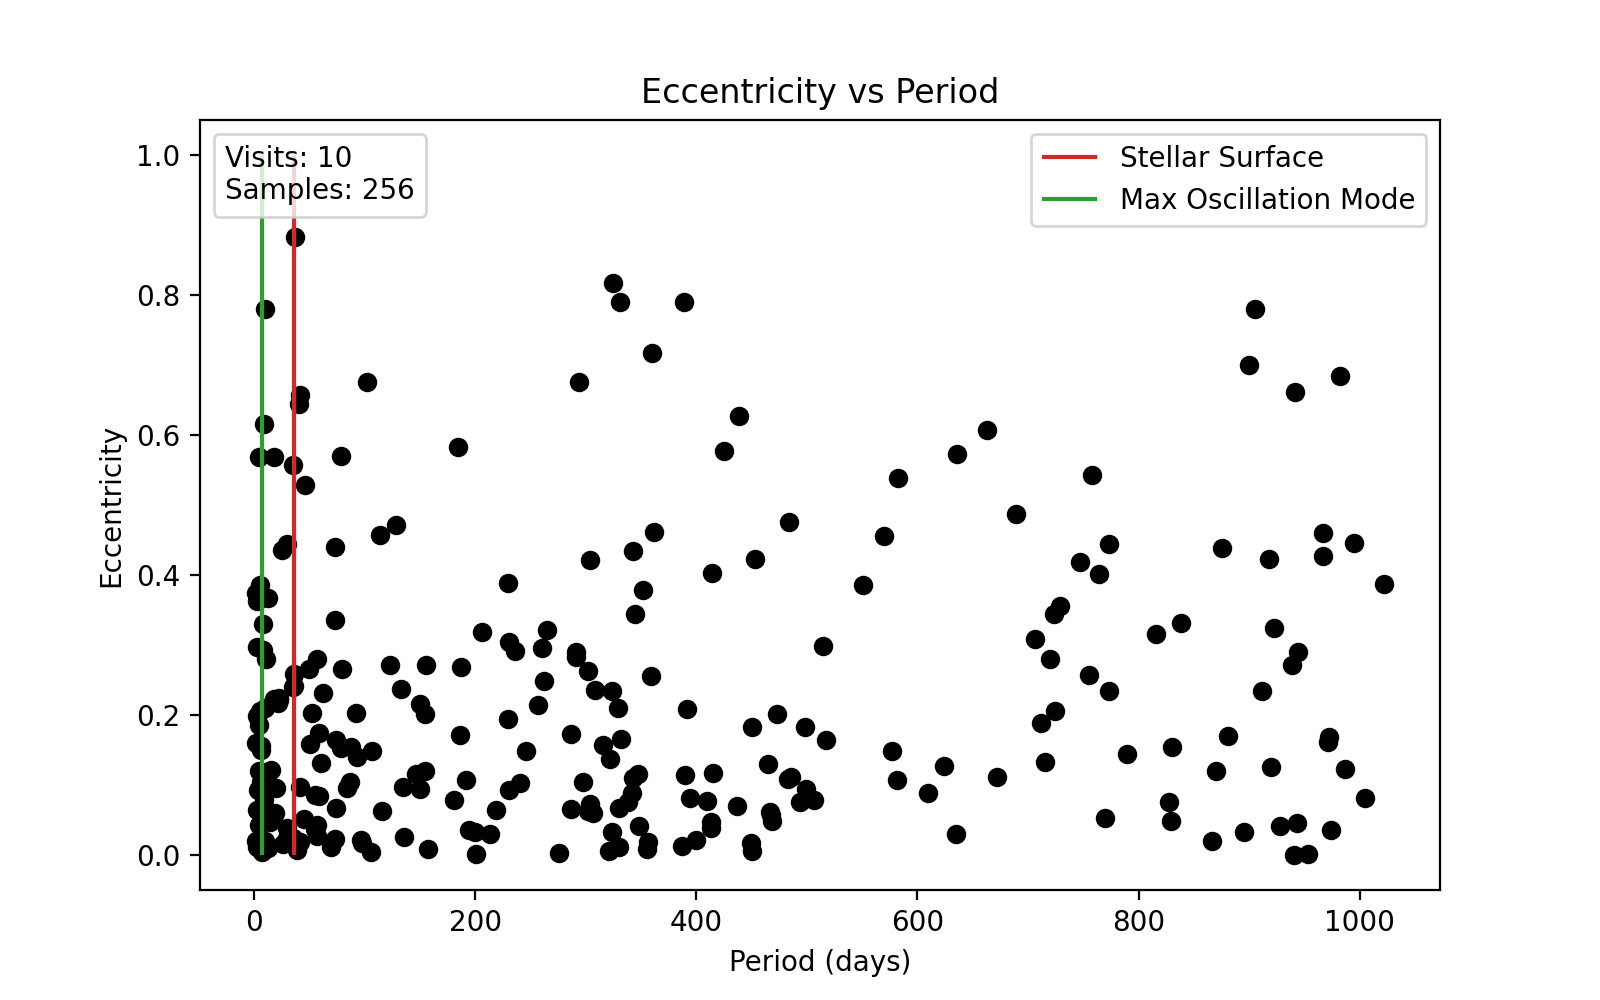 Eccentricity vs Period
Visits: 10
Samples: 256
Stellar Surface
Max Oscillation Mode
1.0
0.8
0.6
0.4
0.2
0.0
Eccentricity
0 200 400 600 800 1000
Period (days)